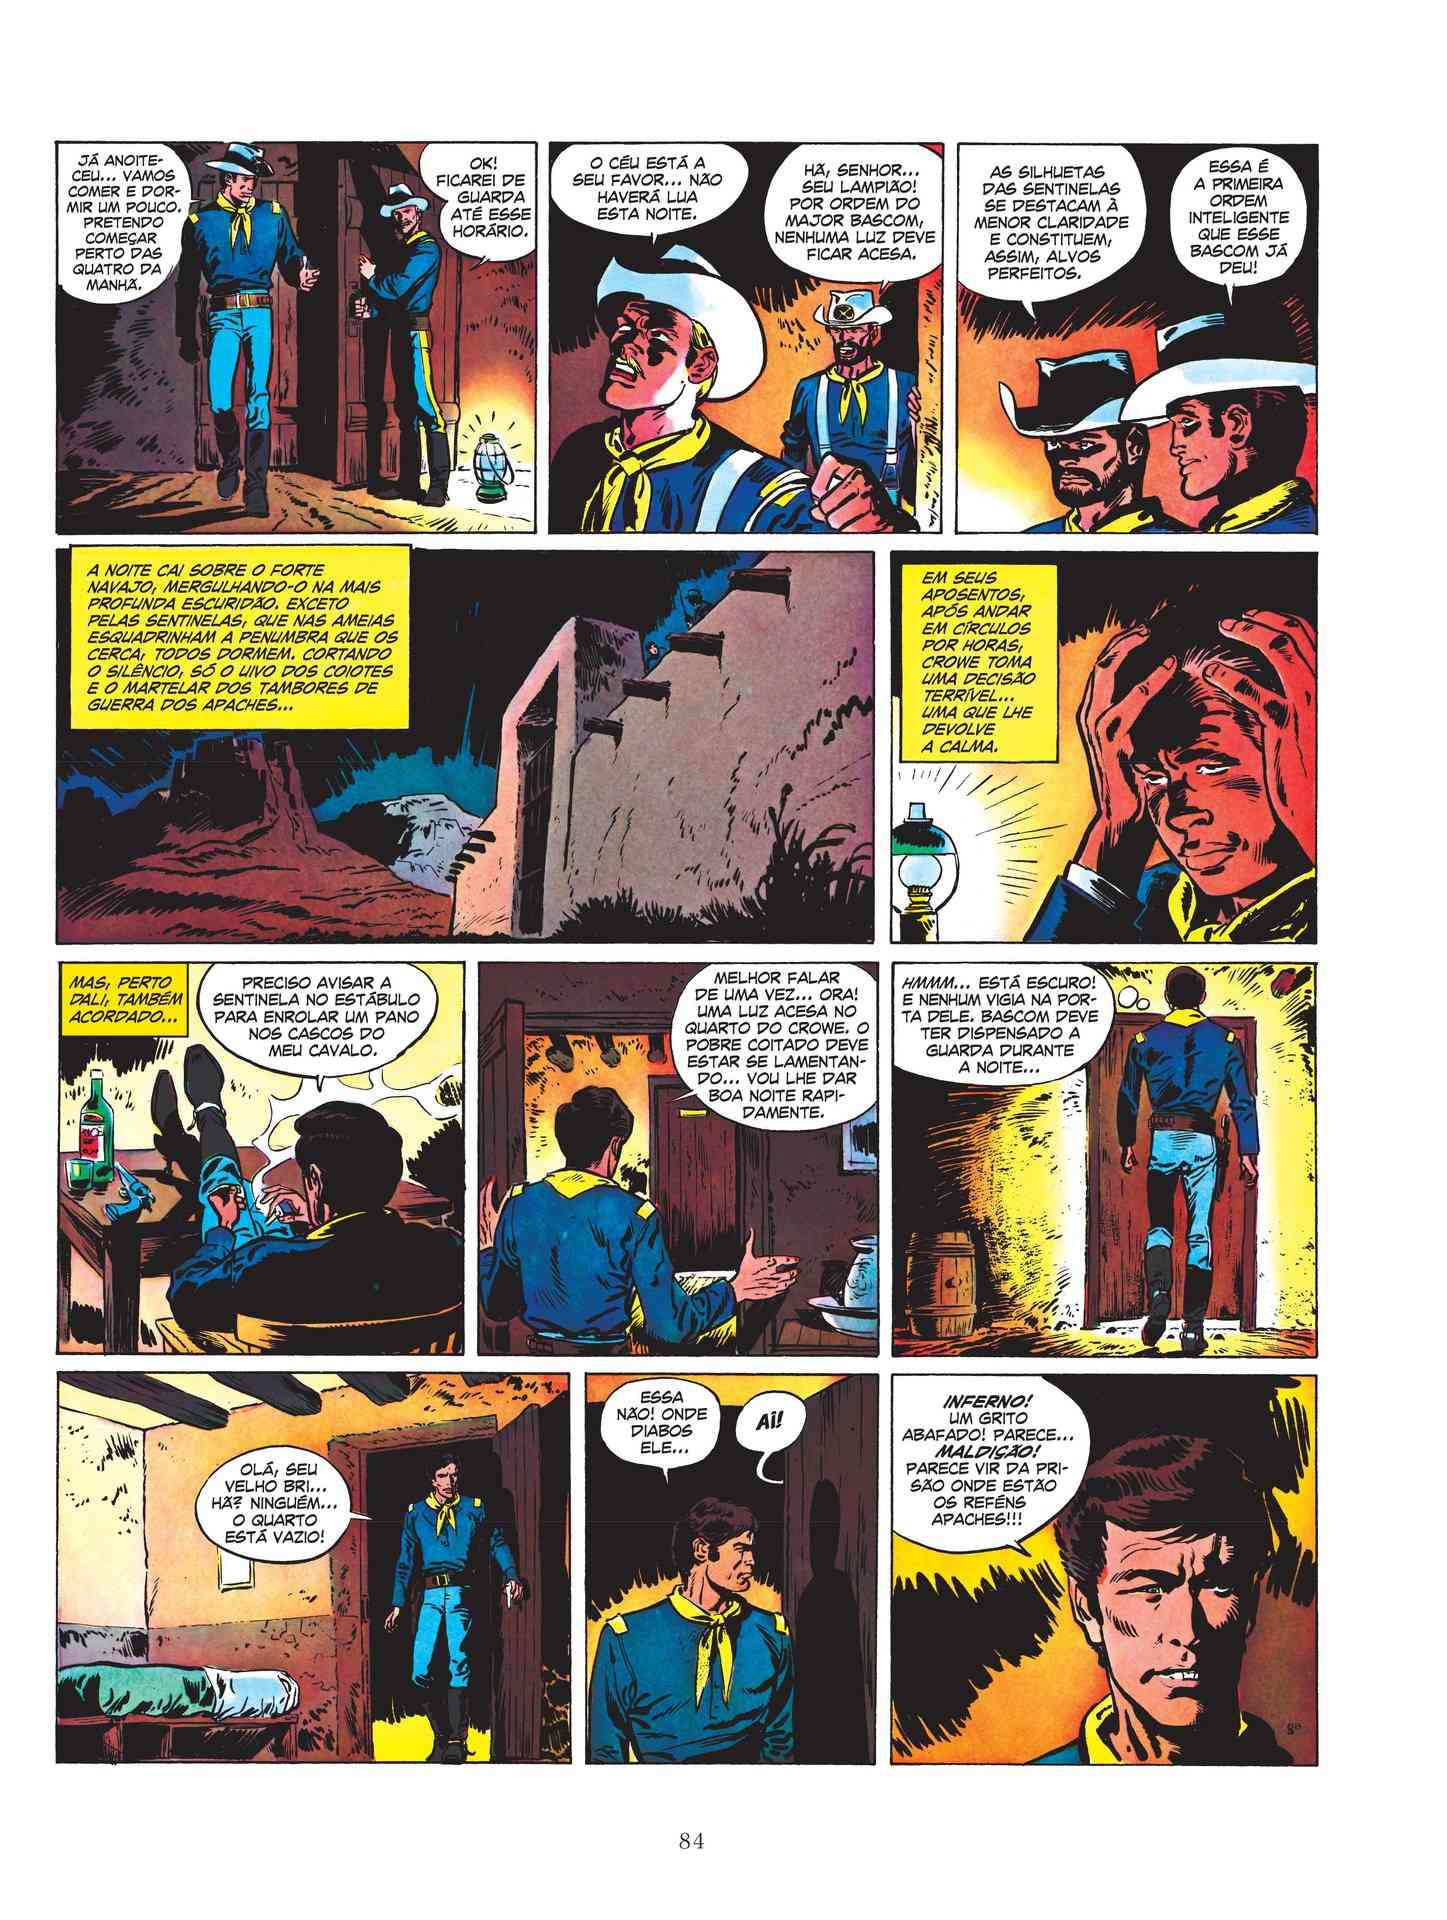 JÁ ANOITE-
CEU... VAMOS
COMER E DOR-
MIR UM POUCO.
PRETENDO
COMEÇAR
PERTO DAS
QUATRO DA
MANHÃ.
OK!
FICAREI DE
GUARDA
ATÉ ESSE
HORÁRIO.
O CÉU ESTÁ A
SEU FAVOR... NÃO
HAVERÁ LUA
ESTA NOITE.
HÃ, SENHOR...
SEU LAMPIÃO!
POR ORDEM DO
MAJOR BASCOM,
NENHUMA LUZ DEVE
FICAR ACESA.
AS SILHUETAS
DAS SENTINELAS
SE DESTACAM À
MENOR CLARIDADE
E CONSTITUEM,
ASSIM, ALVOS
PERFEITOS.
ESSA É
A PRIMEIRA
ORDEM
INTELIGENTE
QUE ESSE
BASCOM JÁ
DEU!
A NOITE CAI SOBRE O FORTE
NAVAJO, MERGULHANDO-O NA MAIS
PROFUNDA ESCURIDÃO. EXCETO
PELAS SENTINELAS, QUE NAS AMEIAS
ESQUADRINHAM A PENUMBRA QUE OS
CERCA, TODOS DORMEM. CORTANDO
O SILÊNCIO, SÓ O UIVO DOS COIOTES
E O MARTELAR DOS TAMBORES DE
GUERRA DOS APACHES...
EM SEUS
APOSENTOS,
APÓS ANDAR
EM CÍRCULOS
POR HORAS,
CROWE TOMA
UMA DECISÃO
TERRÍVEL...
UMA QUE LHE
DEVOLVE
A CALMA.
MAS, PERTO
DALI, TAMBÉM
ACORDADO...
PRECISO AVISAR A
SENTINELA NO ESTÁBULO
PARA ENROLAR UM PANO
NOS CASCOS DO
MEU CAVALO.
MELHOR FALAR
DE UMA VEZ... ORA!
UMA LUZ ACESA NO
QUARTO DO CROWE. O
POBRE COITADO DEVE
ESTAR SE LAMENTAN-
DO... VOU LHE DAR
BOA NOITE RAPI-
DAMENTE.
HMMM... ESTÁ ESCURO!
E NENHUM VIGIA NA POR-
TA DELE. BASCOM DEVE
TER DISPENSADO A
GUARDA DURANTE
A NOITE...
OLÁ, SEU
VELHO BRI...
HÃ? NINGUÉM...
O QUARTO
ESTÁ VAZIO!
ESSA
NÃO! ONDE
DIABOS
ELE...
AÍ!
INFERNO!
UM GRITO
ABAFADO! PARECE...
MALDIÇÃO!
PARECE VIR DA PRI-
SÃO ONDE ESTÃO
OS REFÉNS
APACHES!!!
84